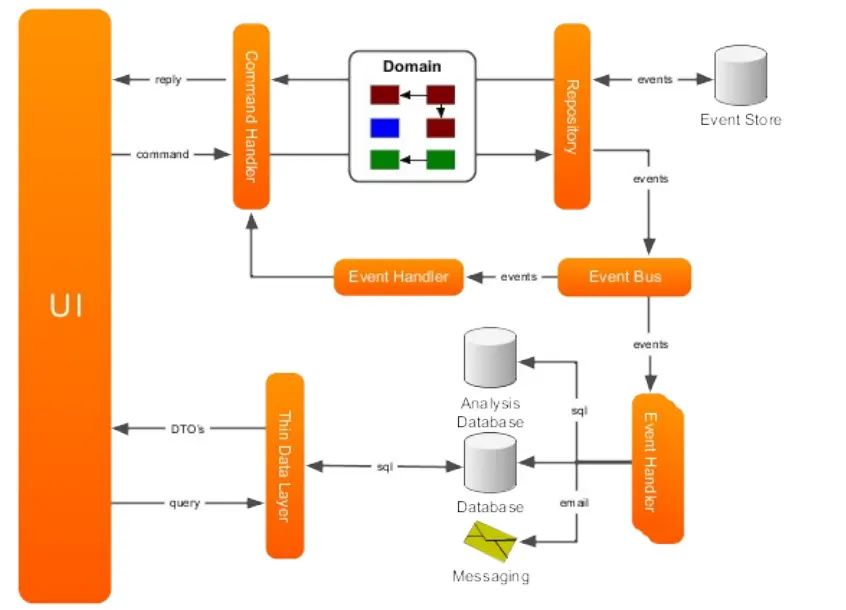 UI
reply
command
Command Handler
Domain
Repository
events
Event Store
events
Event Handler
events
Event Bus
events
Analysis
Database
sql
Event Handler
DTO's
Thin Data Layer
sql
query
Database
email
Messaging